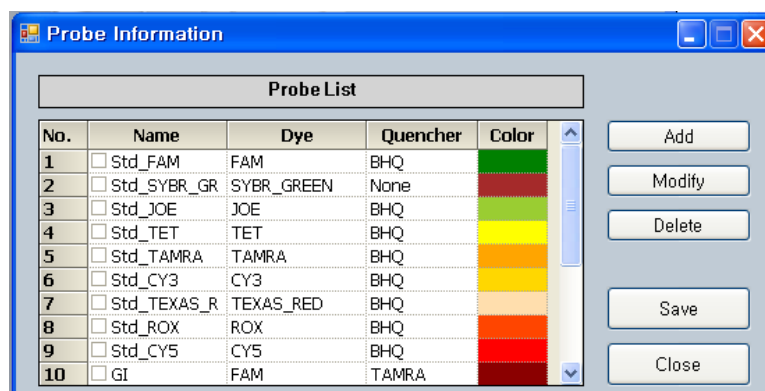 Probe Information
Probe List
No. Name Dye Quencher Color
1 Std_FAM FAM BHQ
2 Std_SYBR_GR SYBR_GREEN None
3 Std_JOE JOE BHQ
4 Std_TET TET BHQ
5 Std_TAMRA TAMRA BHQ
6 Std_CY3 CY3 BHQ
7 Std_TEXAS_R TEXAS_RED BHQ
8 Std_ROX ROX BHQ
9 Std_CY5 CY5 BHQ
10 GI FAM TAMRA
Add
Modify
Delete
Save
Close